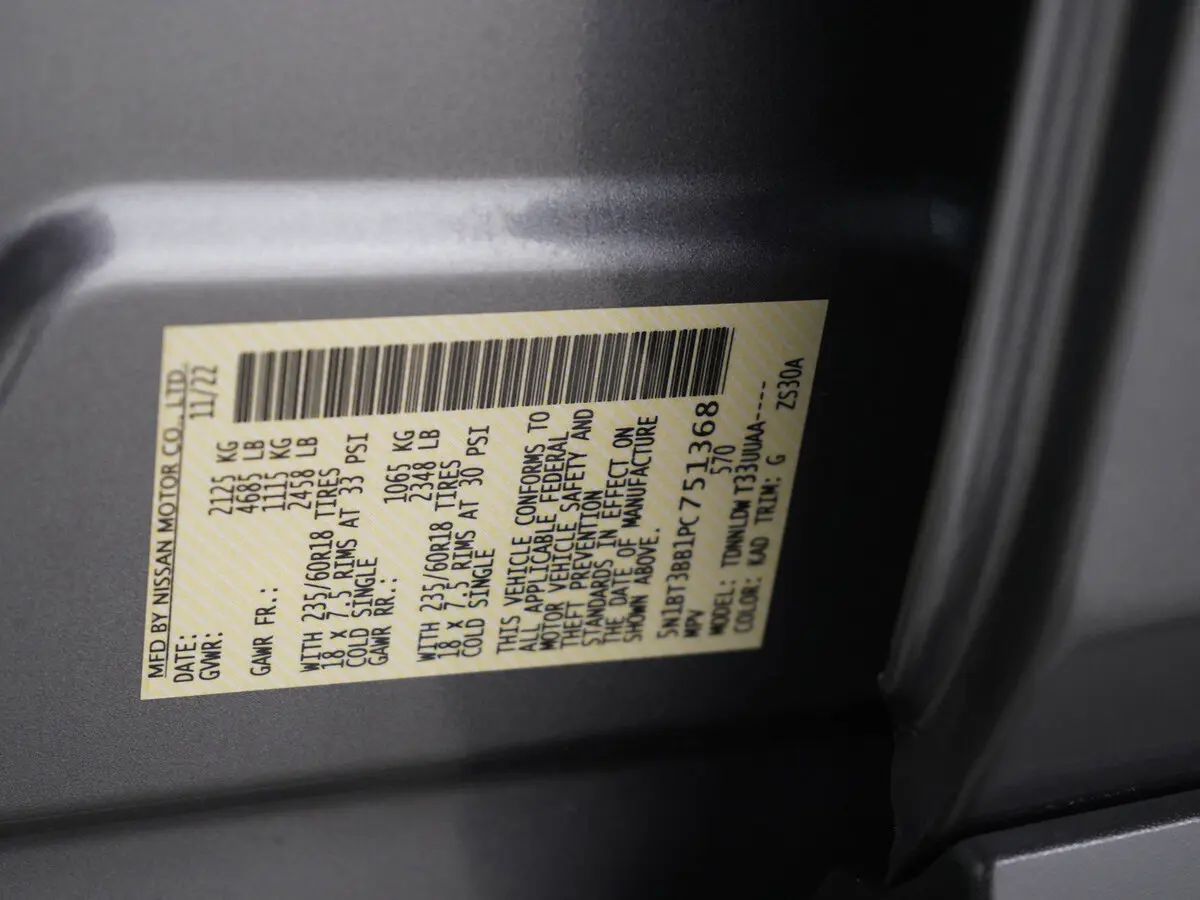 MFD BY NISSAN MOTOR CO., LTD.
DATE: 11/22
GVWR: 2125 KG
4685 LB
GAWR FR.: 1115 KG
2458 LB
WITH 235/60R18 TIRES
18 X 7.5 RIMS AT 33 PSI
COLD SINGLE
GAWR RR.: 1065 KG
2348 LB
WITH 235/60R18 TIRES
18 X 7.5 RIMS AT 30 PSI
COLD SINGLE
THIS VEHICLE CONFORMS TO
ALL APPLICABLE FEDERAL
MOTOR VEHICLE SAFETY AND
THEFT PREVENTION
STANDARDS IN EFFECT ON
THE DATE OF MANUFACTURE
SHOWN ABOVE.
5N1BT3BB1PC751368
MPV 570
MODEL: TDNNLDWT33UUAA----
COLOR: KAD TRIM: G ZS30A